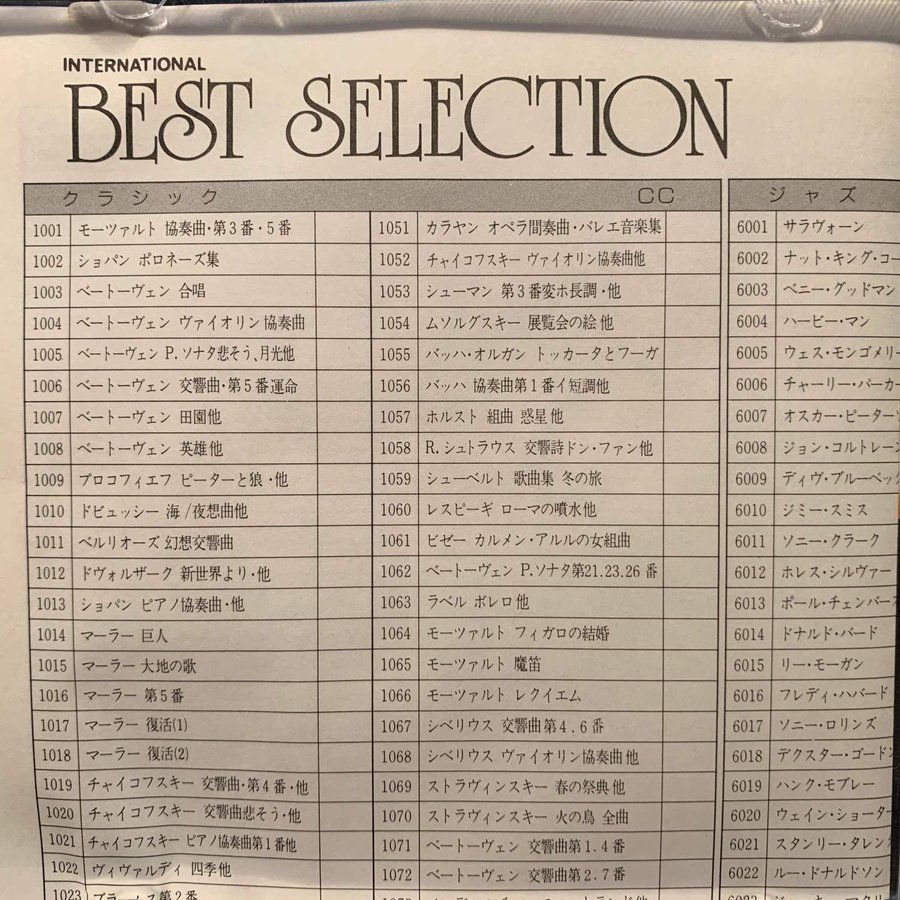 INTERNATIONAL
BEST SELECTION
クラシック CC
1001 モーツァルト 協奏曲・第3番・5番
1002 ショパン ポロネーズ集
1003 ベートーヴェン 合唱
1004 ベートーヴェン ヴァイオリン協奏曲
1005 ベートーヴェン P.ソナタ悲そう、月光他
1006 ベートーヴェン 交響曲・第5番運命
1007 ベートーヴェン 田園他
1008 ベートーヴェン 英雄他
1009 プロコフィエフ ピーターと狼・他
1010 ドビュッシー 海/夜想曲他
1011 ベルリオーズ 幻想交響曲
1012 ドヴォルザーク 新世界より・他
1013 ショパン ピアノ協奏曲・他
1014 マーラー 巨人
1015 マーラー 大地の歌
1016 マーラー 第5番
1017 マーラー 復活(1)
1018 マーラー 復活(2)
1019 チャイコフスキー 交響曲・第4番・他
1020 チャイコフスキー 交響曲悲そう・他
1021 チャイコフスキー ピアノ協奏曲第1番他
1022 ヴィヴァルディ 四季他
1023 ブラームス第2番
1051 カラヤン オペラ間奏曲・バレエ音楽集
1052 チャイコフスキー ヴァイオリン協奏曲他
1053 シューマン 第3番変ホ長調・他
1054 ムソルグスキー 展覧会の絵他
1055 バッハ・オルガン トッカータとフーガ
1056 バッハ 協奏曲第1番イ短調他
1057 ホルスト 組曲 惑星他
1058 R.シュトラウス 交響詩ドン・ファン他
1059 シューベルト 歌曲集 冬の旅
1060 レスピーギ ローマの噴水他
1061 ビゼー カルメン・アルルの女組曲
1062 ベートーヴェン P.ソナタ第21.23.26番
1063 ラベル ボレロ他
1064 モーツァルト フィガロの結婚
1065 モーツァルト 魔笛
1066 モーツァルト レクイエム
1067 シベリウス 交響曲第4.6番
1068 シベリウス ヴァイオリン協奏曲他
1069 ストラヴィンスキー 春の祭典他
1070 ストラヴィンスキー 火の鳥 全曲
1071 ベートーヴェン 交響曲第1.4番
1072 ベートーヴェン 交響曲第2.7番
ジャズ
6001 サラヴォーン
6002 ナット・キング・コー
6003 ベニー・グッドマン
6004 ハービー・マン
6005 ウェス・モンゴメリー
6006 チャーリー・パーカー
6007 オスカー・ピーター
6008 ジョン・コルトレーン
6009 ディヴ・ブルーベック
6010 ジミー・スミス
6011 ソニー・クラーク
6012 ホレス・シルヴァー
6013 ポール・チェンバース
6014 ドナルド・バード
6015 リー・モーガン
6016 フレディ・ハバード
6017 ソニー・ロリンズ
6018 デクスター・ゴードン
6019 ハンク・モブレー
6020 ウェイン・ショーター
6021 スタンリー・タレン
6022 ルー・ドナルドソン